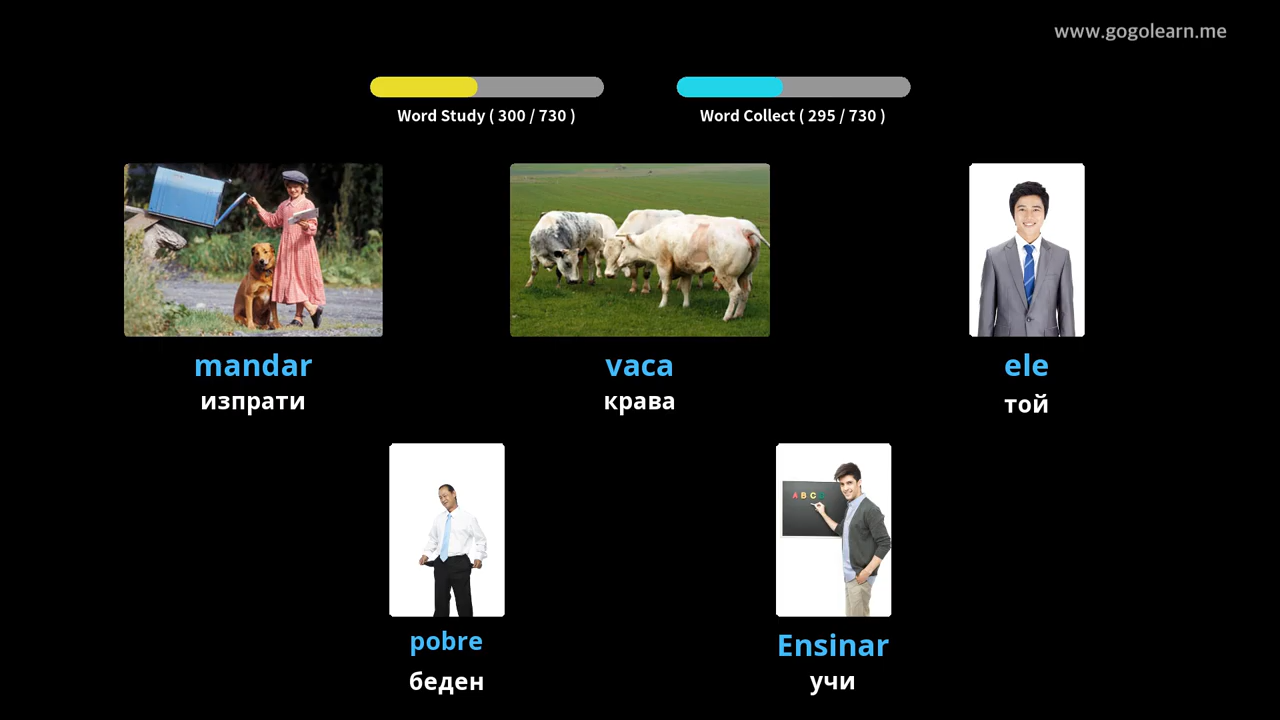 www.gogolearn.me
Word Study ( 300 / 730 )
Word Collect ( 295 / 730 )
mandar
изпрати
vaca
крава
ele
той
A B C
pobre
беден
Ensinar
учи